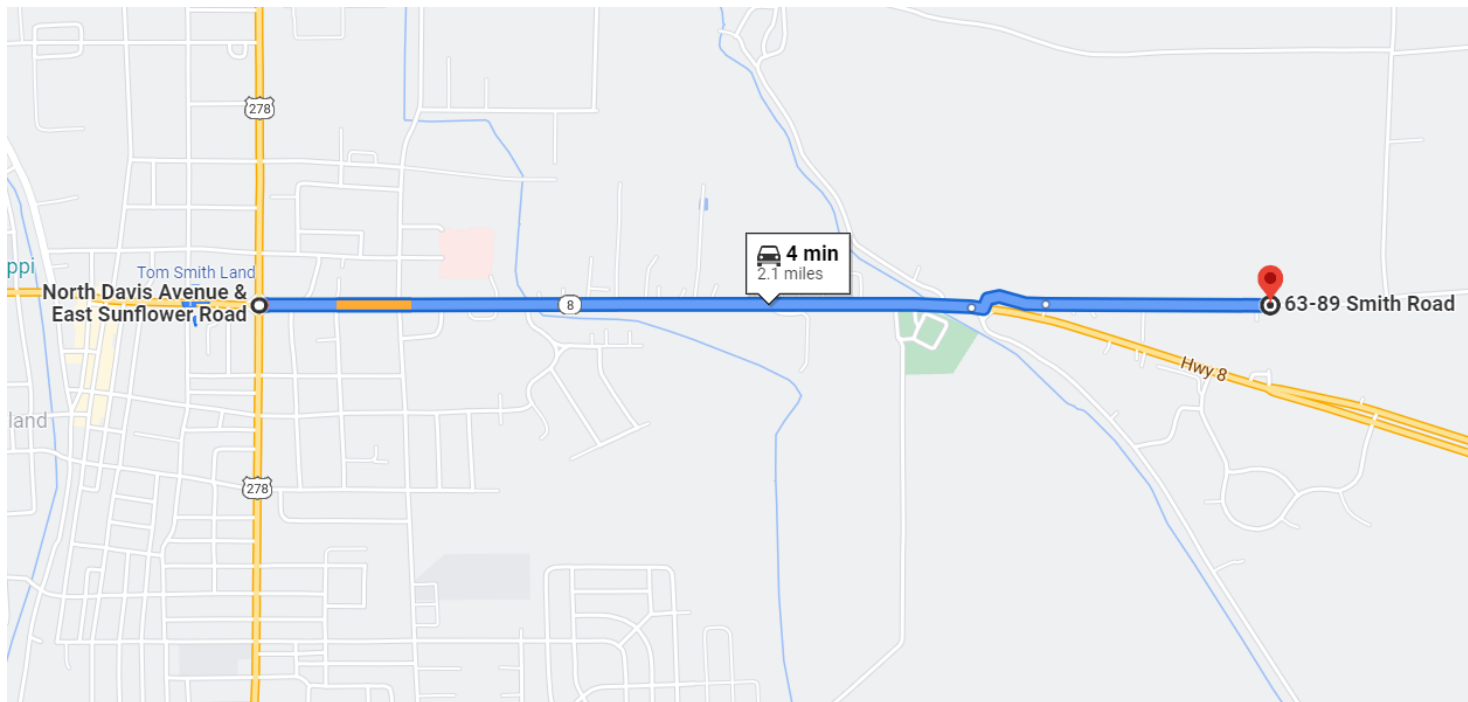 278
4 min
2.1 miles
ppi
Tom Smith Land
North Davis Avenue &
East Sunflower Road
8
63-89 Smith Road
Hwy 8
land
278